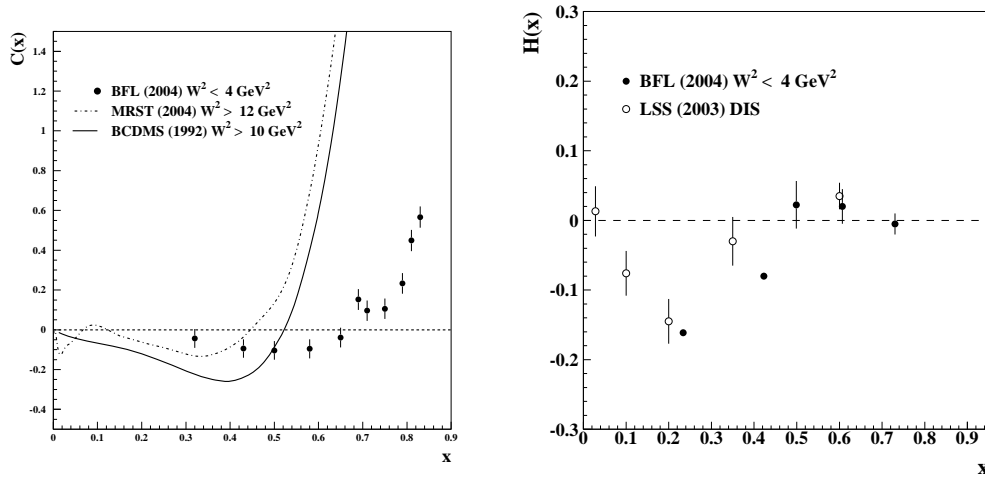 C(x)
1.4
1.2
1
0.8
0.6
0.4
0.2
0
-0.2
-0.4
BFL (2004) W² < 4 GeV²
MRST (2004) W² > 12 GeV²
BCDMS (1992) W² > 10 GeV²
0 0.1 0.2 0.3 0.4 0.5 0.6 0.7 0.8 0.9
x
H(x)
0.3
0.2
0.1
0
-0.1
-0.2
-0.3
BFL (2004) W² < 4 GeV²
LSS (2003) DIS
0.1 0.2 0.3 0.4 0.5 0.6 0.7 0.8 0.9
x